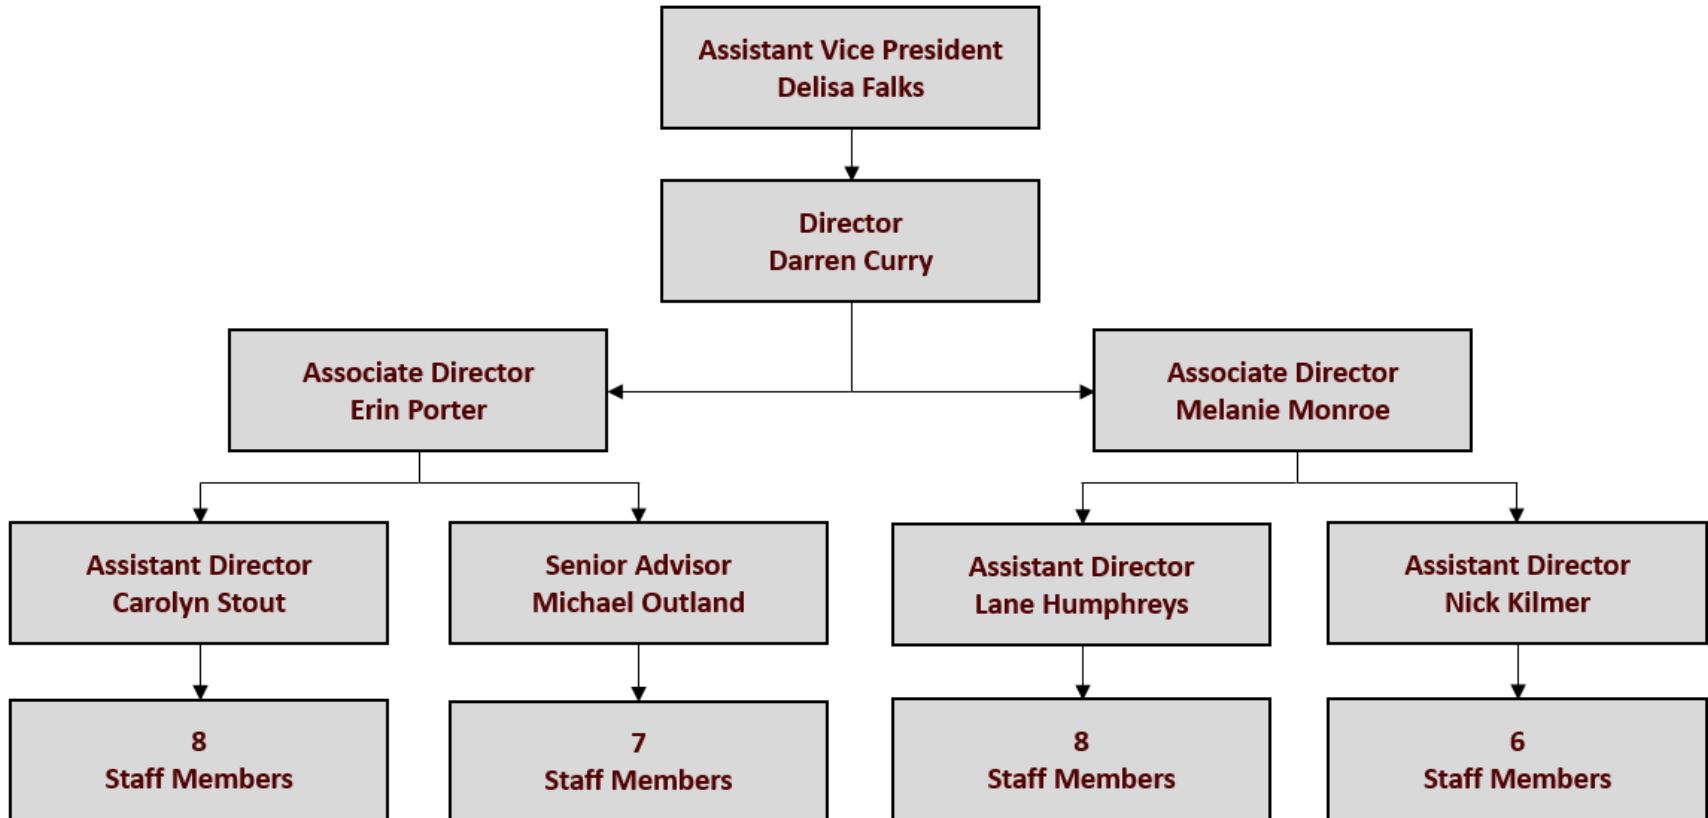 Assistant Vice President
Delisa Falks
Director
Darren Curry
Associate Director
Erin Porter
Associate Director
Melanie Monroe
Assistant Director
Carolyn Stout
Senior Advisor
Michael Outland
Assistant Director
Lane Humphreys
Assistant Director
Nick Kilmer
8
Staff Members
7
Staff Members
8
Staff Members
6
Staff Members